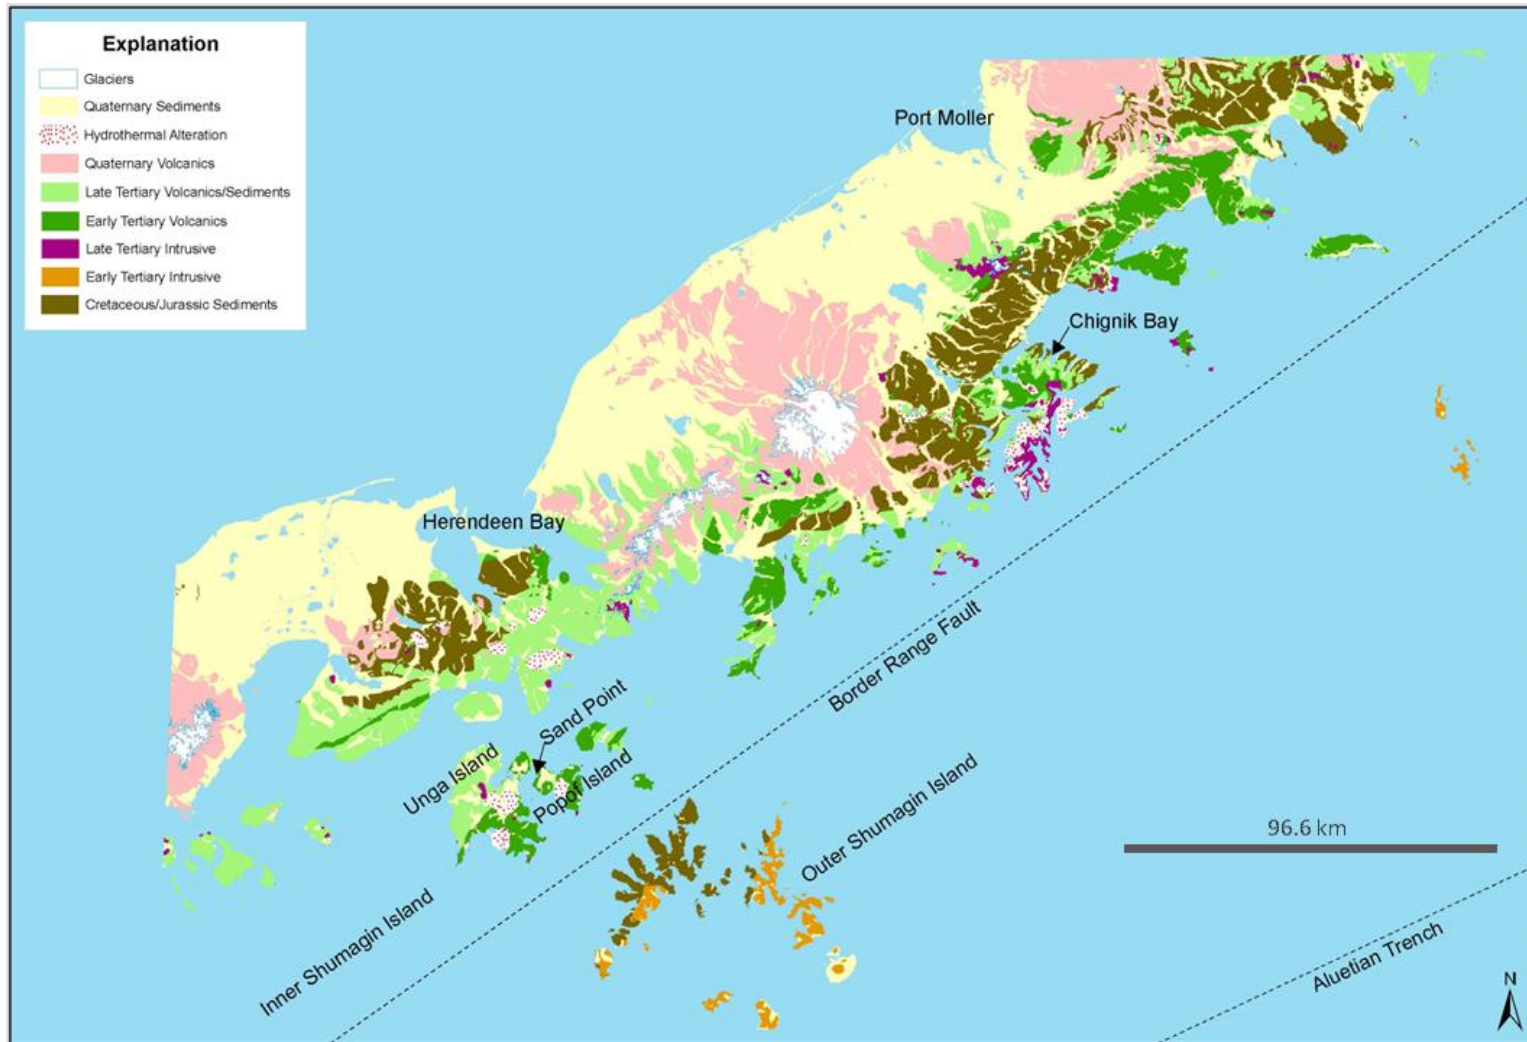 Explanation
Glaciers
Quaternary Sediments
Hydrothermal Alteration
Quaternary Volcanics
Late Tertiary Volcanics/Sediments
Early Tertiary Volcanics
Late Tertiary Intrusive
Early Tertiary Intrusive
Cretaceous/Jurassic Sediments
Port Moller
Chignik Bay
Herendeen Bay
Border Range Fault
Sand Point
Unga Island
Popof Island
Outer Shumagin Island
96.6 km
Inner Shumagin Island
Aluetian Trench
N